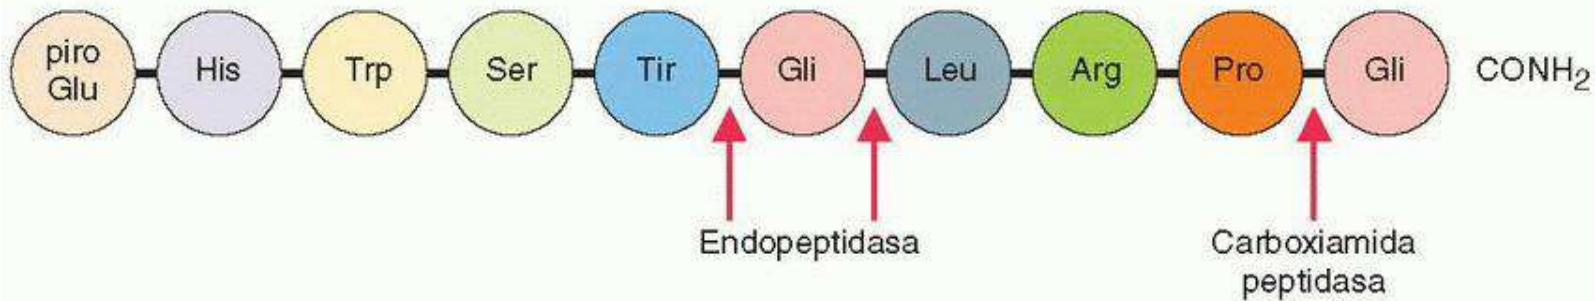 piro
Glu
His
Trp
Ser
Tir
Gli
Leu
Arg
Pro
Gli
CONH₂
Endopeptidasa
Carboxiamida
peptidasa